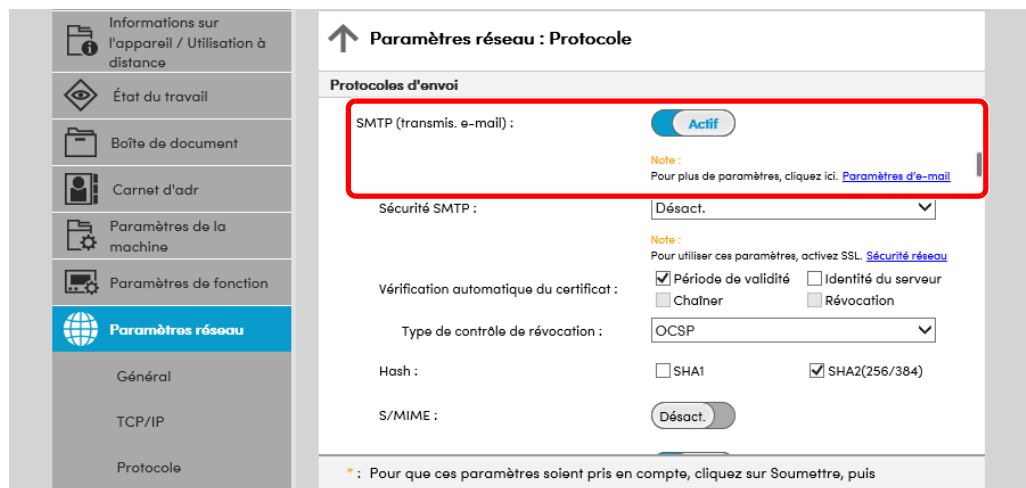 Informations sur
l'appareil / Utilisation à
distance
État du travail
Boîte de document
Carnet d'adr
Paramètres de la
machine
Paramètres de fonction
Paramètres réseau
Général
TCP/IP
Protocole
Paramètres réseau : Protocole
Protocoles d'envoi
SMTP (transmis. e-mail) : Actif
Note :
Pour plus de paramètres, cliquez ici. Paramètres d'e-mail
Sécurité SMTP : Désact.
Note :
Pour utiliser ces paramètres, activez SSL. Sécurité réseau
Vérification automatique du certificat : Période de validité Identité du serveur
Chaîner Révocation
Type de contrôle de révocation : OCSP
Hash : SHA1 SHA2(256/384)
S/MIME : Désact.
* : Pour que ces paramètres soient pris en compte, cliquez sur Soumettre, puis